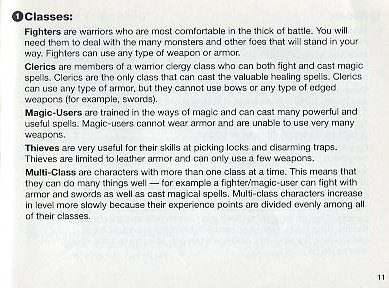 ❶ Classes:
Fighters are warriors who are most comfortable in the thick of battle. You will
need them to deal with the many monsters and other foes that will stand in your
way. Fighters can use any type of weapon or armor.
Clerics are members of a warrior clergy class who can both fight and cast magic
spells. Clerics are the only class that can cast the valuable healing spells. Clerics
can use any type of armor, but they cannot use bows or any type of edged
weapons (for example, swords).
Magic-Users are trained in the ways of magic and can cast many powerful and
useful spells. Magic-users cannot wear armor and are unable to use very many
weapons.
Thieves are very useful for their skills at picking locks and disarming traps.
Thieves are limited to leather armor and can only use a few weapons.
Multi-Class are characters with more than one class at a time. This means that
they can do many things well — for example a fighter/magic-user can fight with
armor and swords as well as cast magical spells. Multi-class characters increase
in level more slowly because their experience points are divided evenly among all
of their classes.
11